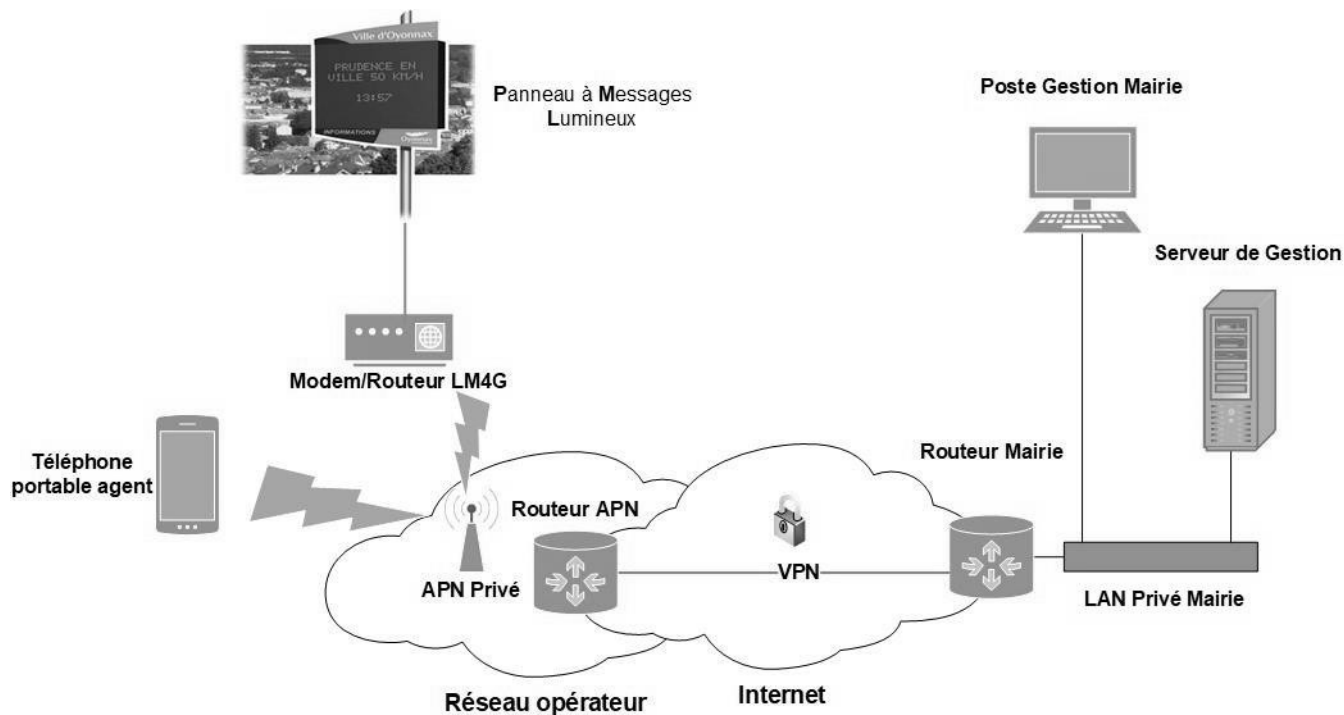 Ville d'Oyonnax
PRUDENCE EN
VILLE 50 KM/H
13:57
INFORMATIONS
Oyonnax
Panneau à Messages
Lumineux
Poste Gestion Mairie
Serveur de Gestion
Modem/Routeur LM4G
Téléphone
portable agent
Routeur Mairie
Routeur APN
APN Privé
VPN
LAN Privé Mairie
Réseau opérateur
Internet